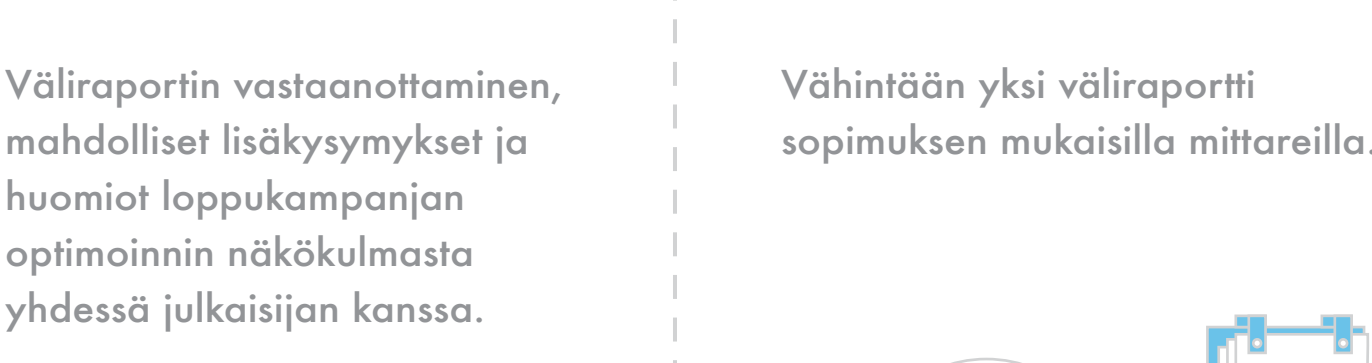 Väliraportin vastaanottaminen,
mahdolliset lisäkysymykset ja
huomiot loppukampanjan
optimoinnin näkökulmasta
yhdessä julkaisijan kanssa.
Vähintään yksi väliraportti
sopimuksen mukaisilla mittareilla.